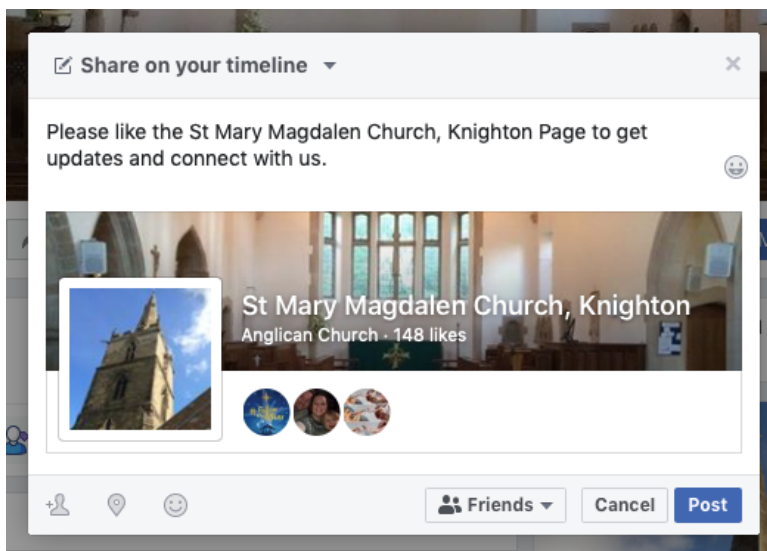 Share on your timeline
Please like the St Mary Magdalen Church, Knighton Page to get
updates and connect with us.
St Mary Magdalen Church, Knighton
Anglican Church · 148 likes
Friends
Cancel
Post